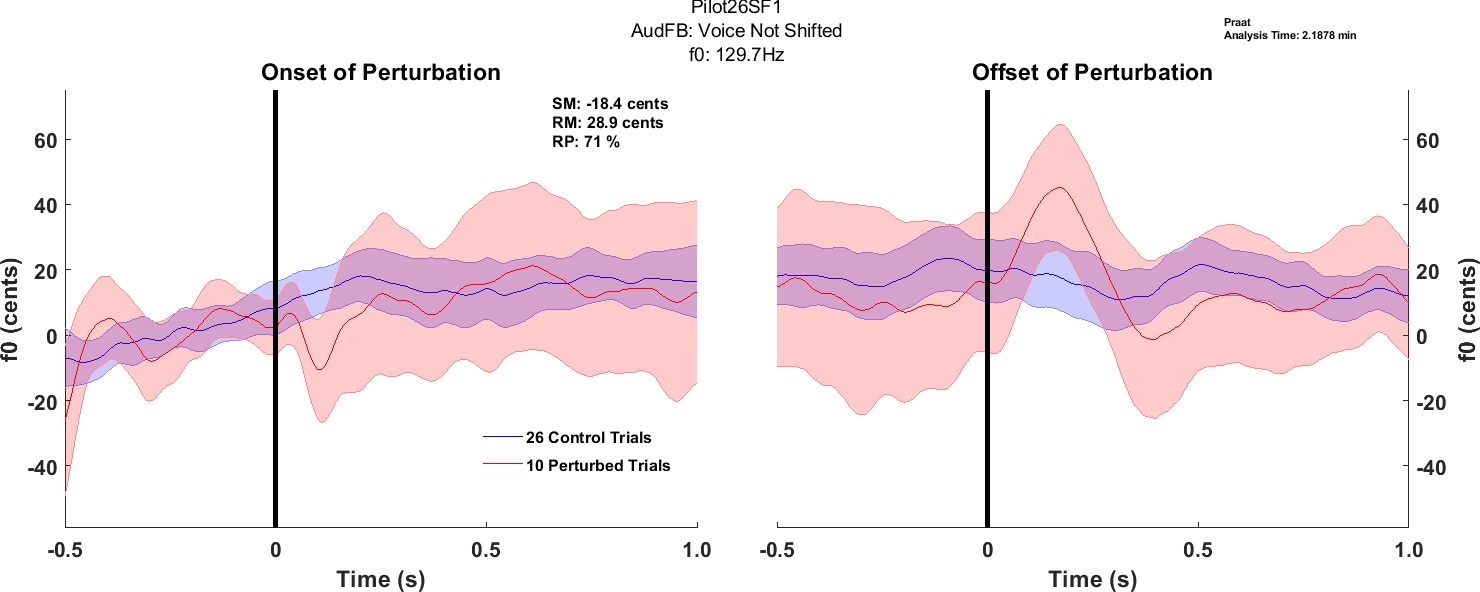 Pilot26SF1
AudFB: Voice Not Shifted
f0: 129.7Hz
Praat
Analysis Time: 2.1878 min
Onset of Perturbation
SM: -18.4 cents
RM: 28.9 cents
RP: 71 %
60
40
20
0
-20
-40
f0 (cents)
26 Control Trials
10 Perturbed Trials
-0.5
0
0.5
1.0
Time (s)
Offset of Perturbation
60
40
20
0
-20
-40
f0 (cents)
-0.5
0
0.5
1.0
Time (s)